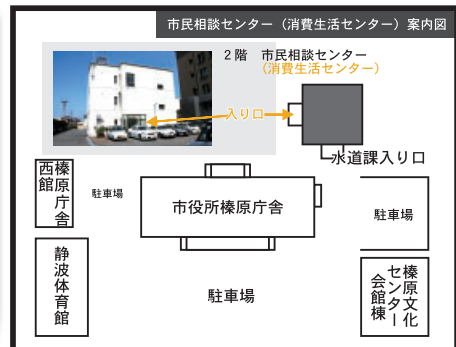 市民相談センター（消費生活センター）案内図
2階　市民相談センター
（消費生活センター）
入り口
水道課入り口
榛原庁舎
西館
駐車場
市役所榛原庁舎
駐車場
静波体育館
駐車場
榛原文化
センター
会館棟